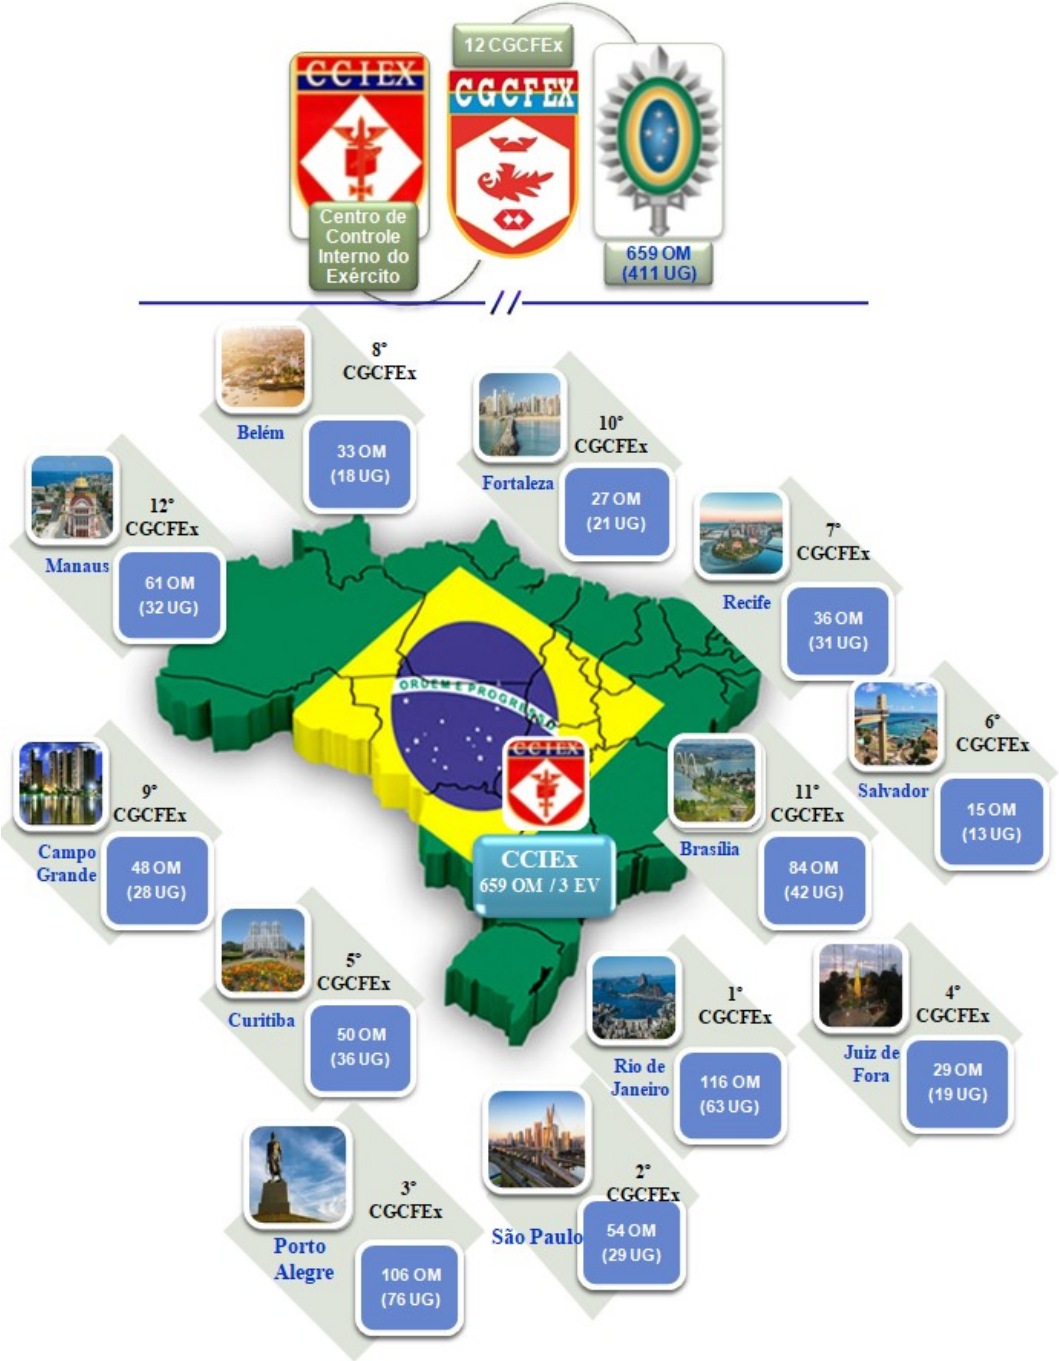 12 CGCFEx
CCIEX
CGCFEX
Centro de
Controle
Interno do
Exército
659 OM
(411 UG)
8°
CGCFEx
Belém
33 OM
(18 UG)
10°
CGCFEx
Fortaleza
27 OM
(21 UG)
12°
CGCFEx
Manaus
61 OM
(32 UG)
7°
CGCFEx
Recife
36 OM
(31 UG)
ORDEM E PROGRESSO
6°
CGCFEx
Salvador
15 OM
(13 UG)
9°
CGCFEx
Campo
Grande
48 OM
(28 UG)
CCIEX
CCIEx
659 OM / 3 EV
11°
CGCFEx
Brasília
84 OM
(42 UG)
5°
CGCFEx
Curitiba
50 OM
(36 UG)
1°
CGCFEx
Rio de
Janeiro
116 OM
(63 UG)
4°
CGCFEx
Juiz de
Fora
29 OM
(19 UG)
3°
CGCFEx
Porto
Alegre
106 OM
(76 UG)
2°
CGCFEx
São Paulo
54 OM
(29 UG)